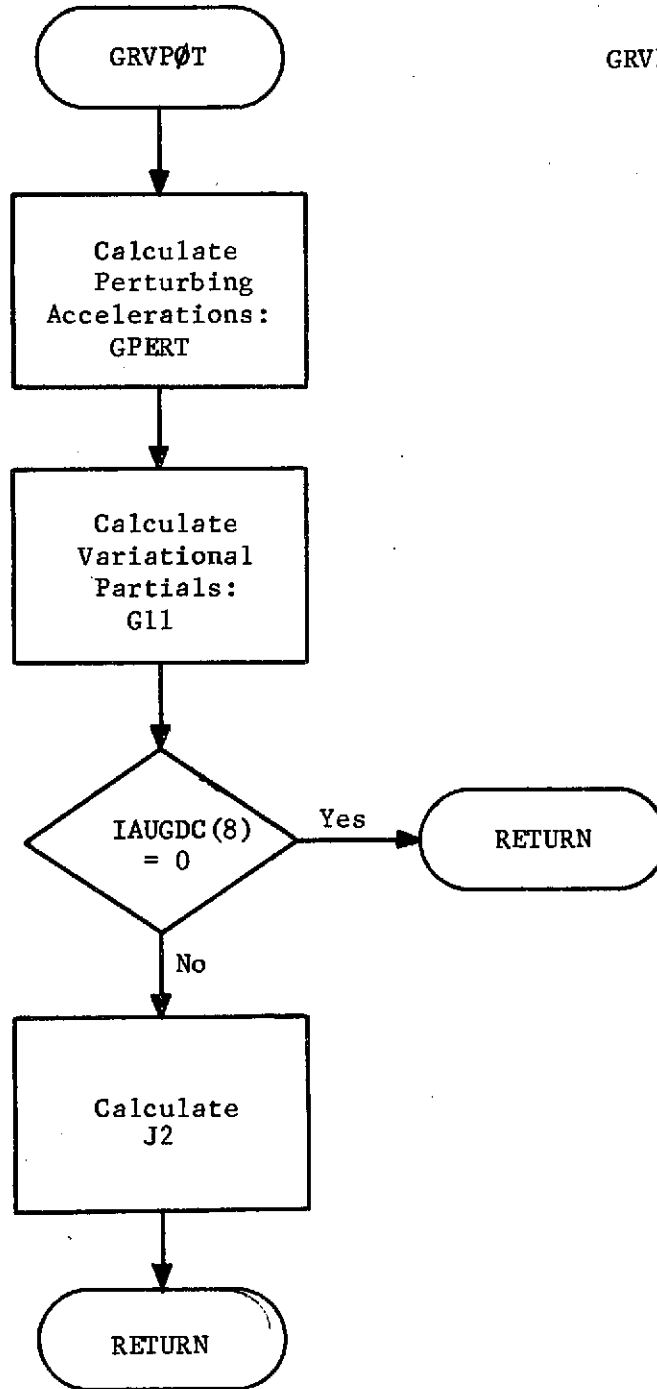 GRVPØT
GRV
Calculate
Perturbing
Accelerations:
GPERT
Calculate
Variational
Partials:
G11
IAUGDC(8)
= 0
Yes
RETURN
No
Calculate
J2
RETURN